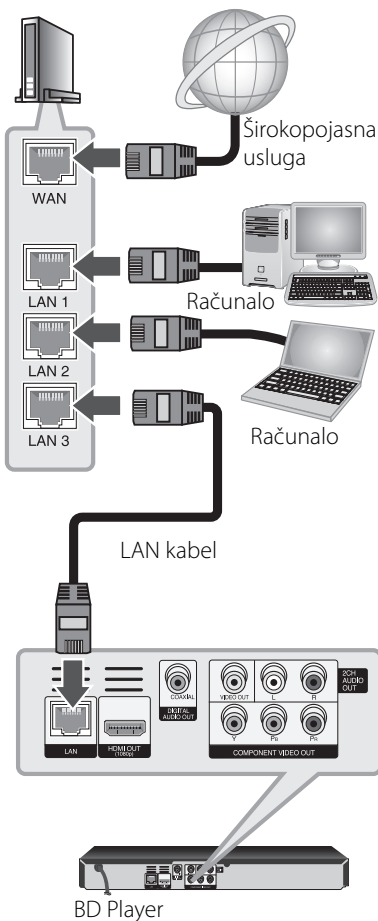 Širokopojasna
usluga
WAN
LAN 1
Računalo
LAN 2
LAN 3
Računalo
LAN kabel
COAXIAL
DIGITAL
AUDIO OUT
VIDEO OUT
L
R
2CH
AUDIO
OUT
LAN
HDMI OUT
(1080p)
Y
PB
PR
COMPONENT VIDEO OUT
BD Player